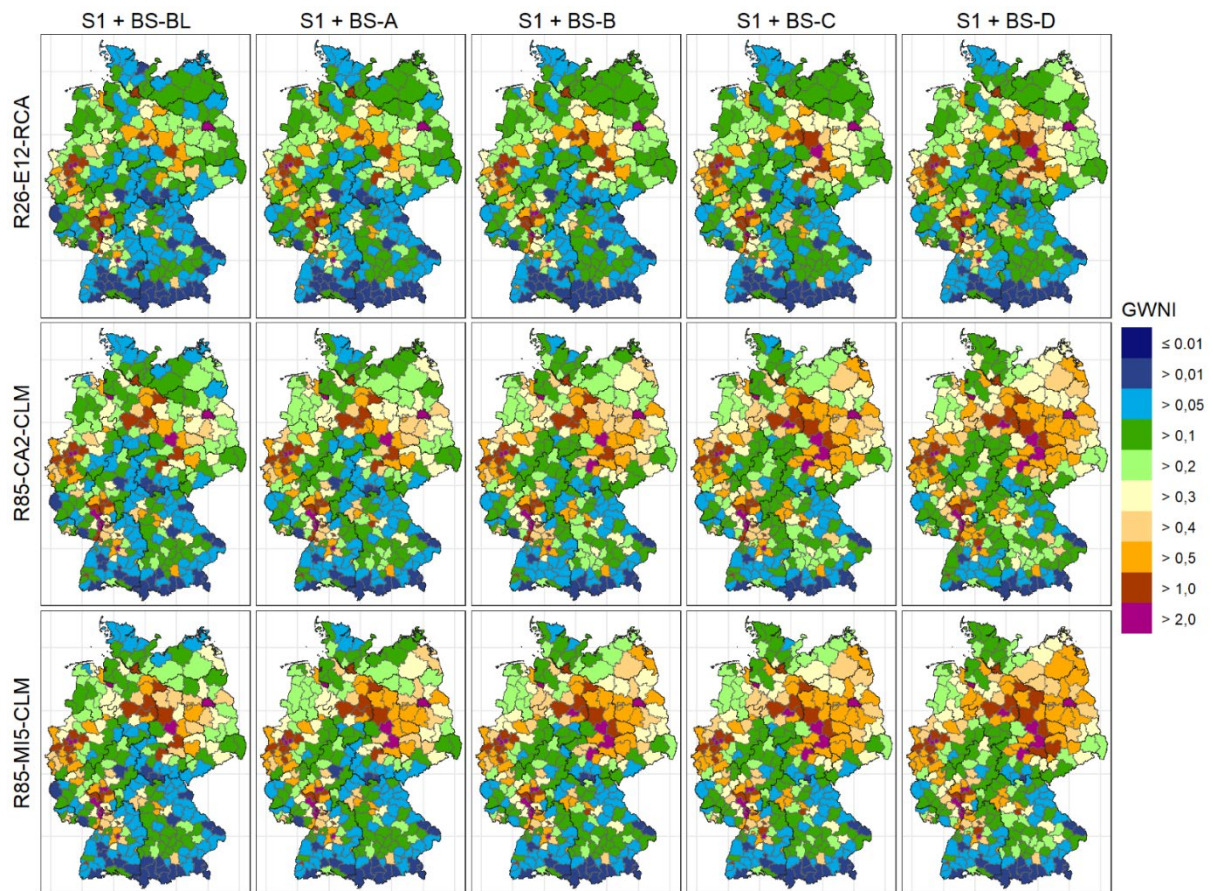 S1 + BS-BL
S1 + BS-A
S1 + BS-B
S1 + BS-C
S1 + BS-D
R26-E12-RCA
R85-CA2-CLM
R85-MI5-CLM
GWNI
≤ 0.01
> 0,01
> 0,05
> 0,1
> 0,2
> 0,3
> 0,4
> 0,5
> 1,0
> 2,0